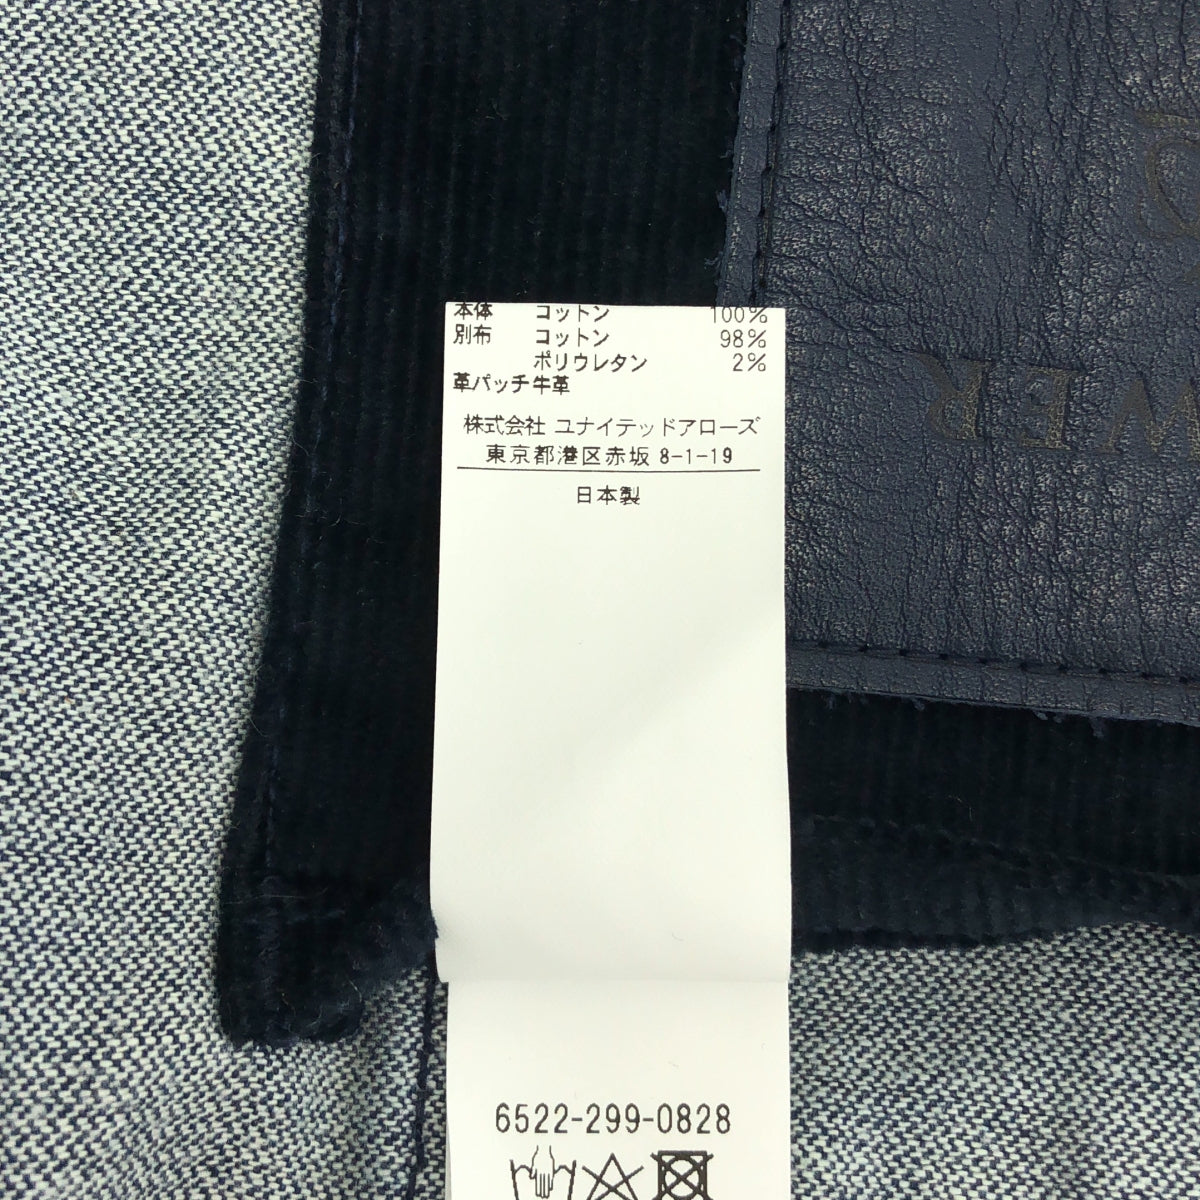 本体 コットン 100%
別布 コットン 98%
ポリウレタン 2%
革パッチ牛革
株式会社 ユナイテッドアローズ
東京都港区赤坂 8-1-19
日本製
6522-299-0828